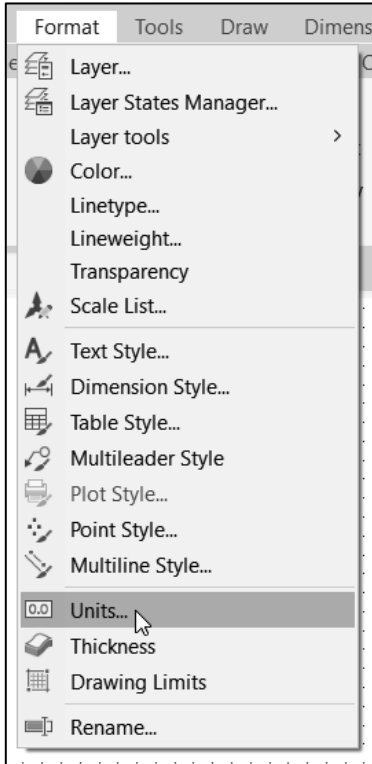 Format Tools Draw Dimens
Layer...
Layer States Manager...
Layer tools >
Color...
Linetype...
Lineweight...
Transparency
Scale List...
Text Style...
Dimension Style...
Table Style...
Multileader Style
Plot Style...
Point Style...
Multiline Style...
0.0 Units...
Thickness
Drawing Limits
Rename...